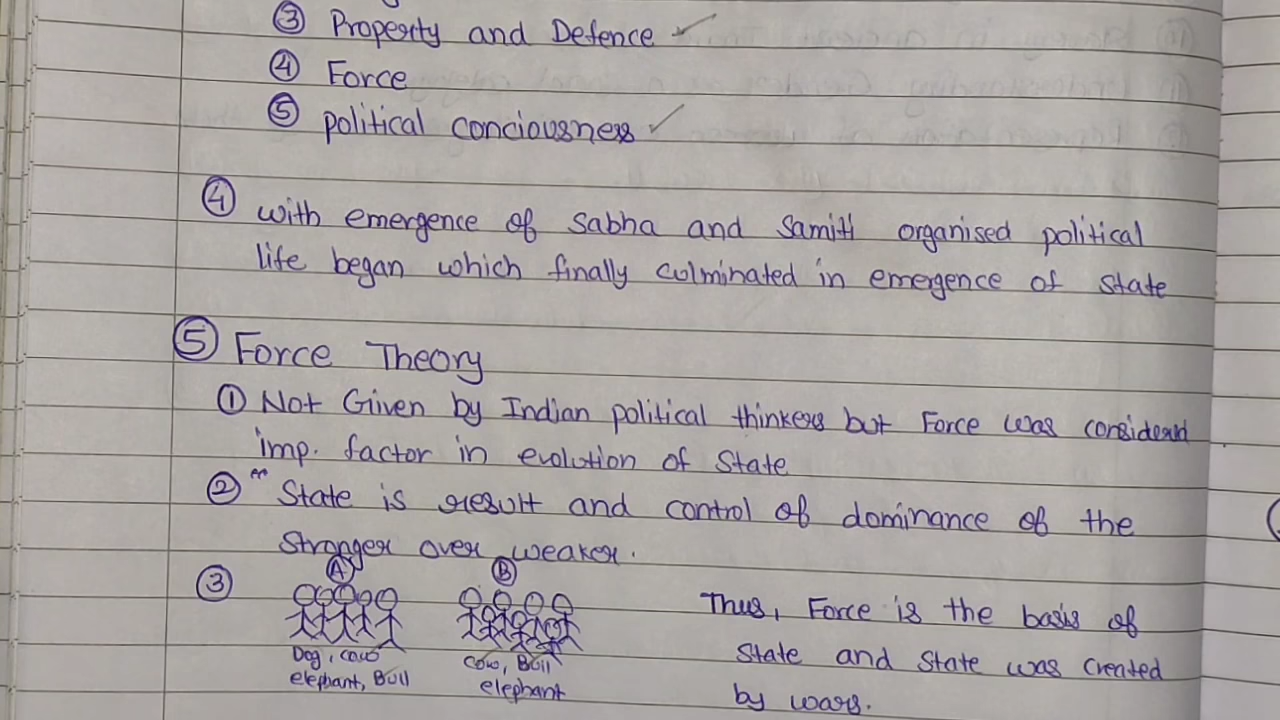 ③ Property and Defence ✓
④ Force
⑤ political conciousness ✓
④ with emergence of Sabha and Samiti organised political
life began which finally culminated in emergence of State
⑤ Force Theory
① Not Given by Indian political thinkers but Force was considered
imp. factor in evolution of State
② "State is result and control of dominance of the
Stronger over weaker.
③ Ⓐ Ⓑ
Thus, Force is the basis of
State and State was created
by wars.
Dog, cow
elephant, Bull
Cow, Bull
elephant